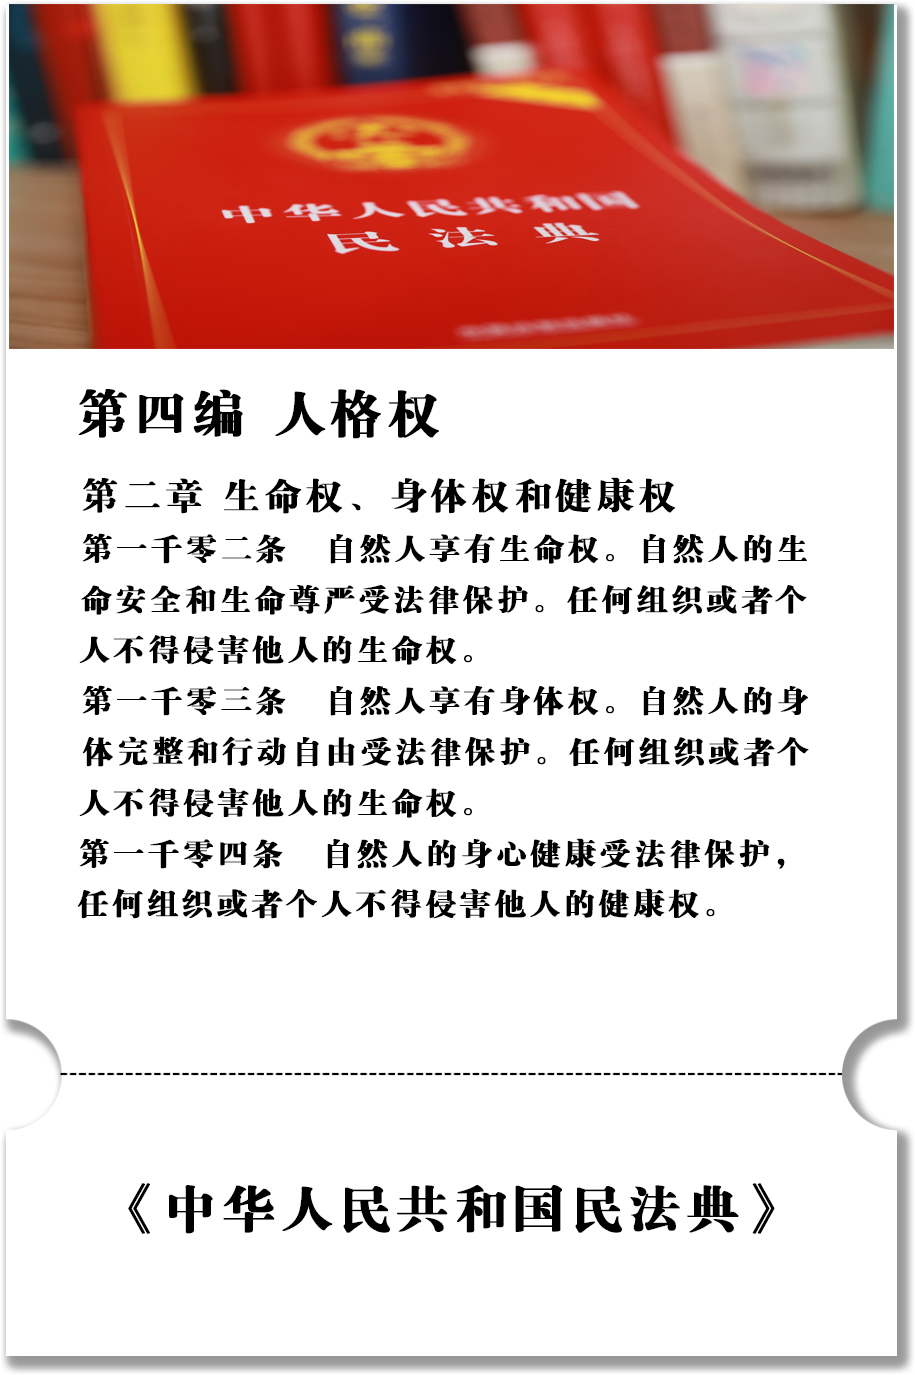 中华人民共和国
民法典
第四编 人格权
第二章 生命权、身体权和健康权
第一千零二条 自然人享有生命权。自然人的生
命安全和生命尊严受法律保护。任何组织或者个
人不得侵害他人的生命权。
第一千零三条 自然人享有身体权。自然人的身
体完整和行动自由受法律保护。任何组织或者个
人不得侵害他人的生命权。
第一千零四条 自然人的身心健康受法律保护，
任何组织或者个人不得侵害他人的健康权。
《中华人民共和国民法典》